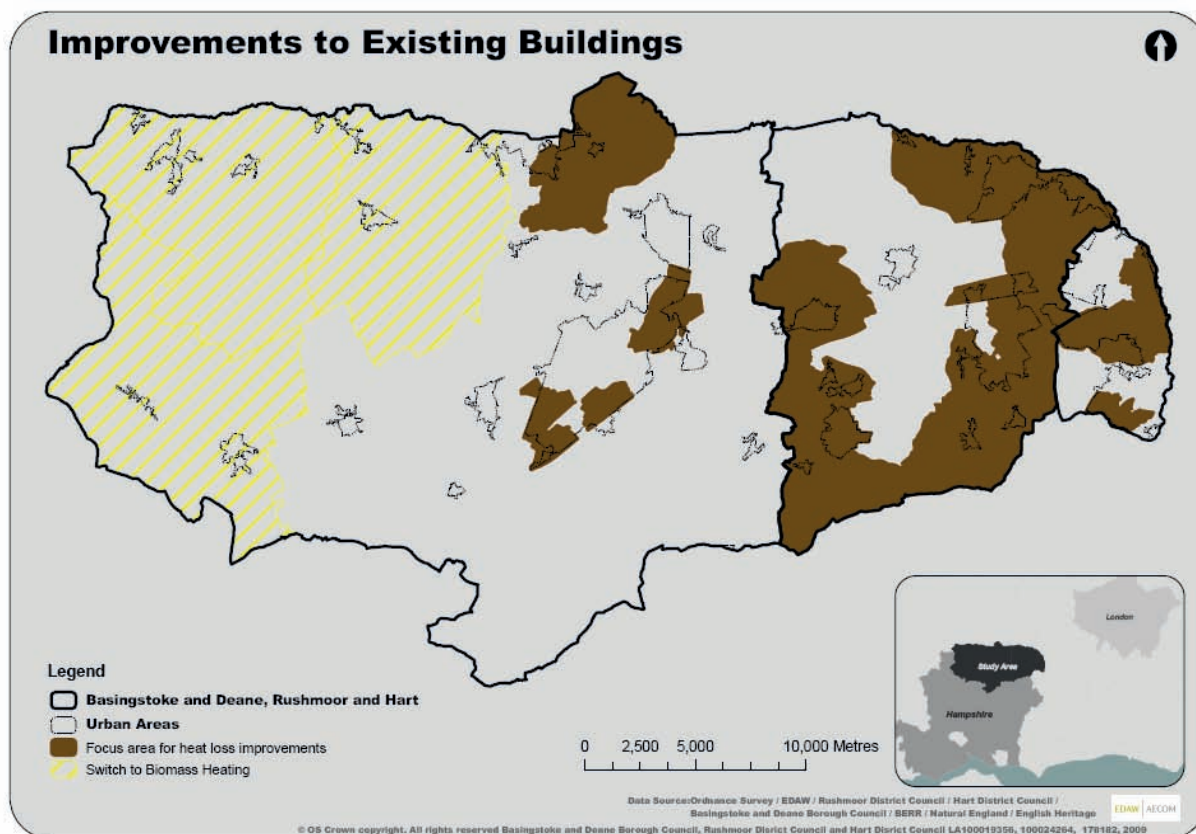 Improvements to Existing Buildings
London
Study Area
Hampshire
Legend
Basingstoke and Deane, Rushmoor and Hart
Urban Areas
Focus area for heat loss improvements
Switch to Biomass Heating
0 2,500 5,000 10,000 Metres
Data Source:Ordnance Survey / EDAW / Rushmoor District Council / Hart District Council /
Basingstoke and Deane Borough Council / BERR / Natural England / English Heritage
EDAW | AECOM
© OS Crown copyright. All rights reserved Basingstoke and Deane Borough Council, Rushmoor Disrict Council and Hart District Council LA100019356, 100024264, 178182, 2009